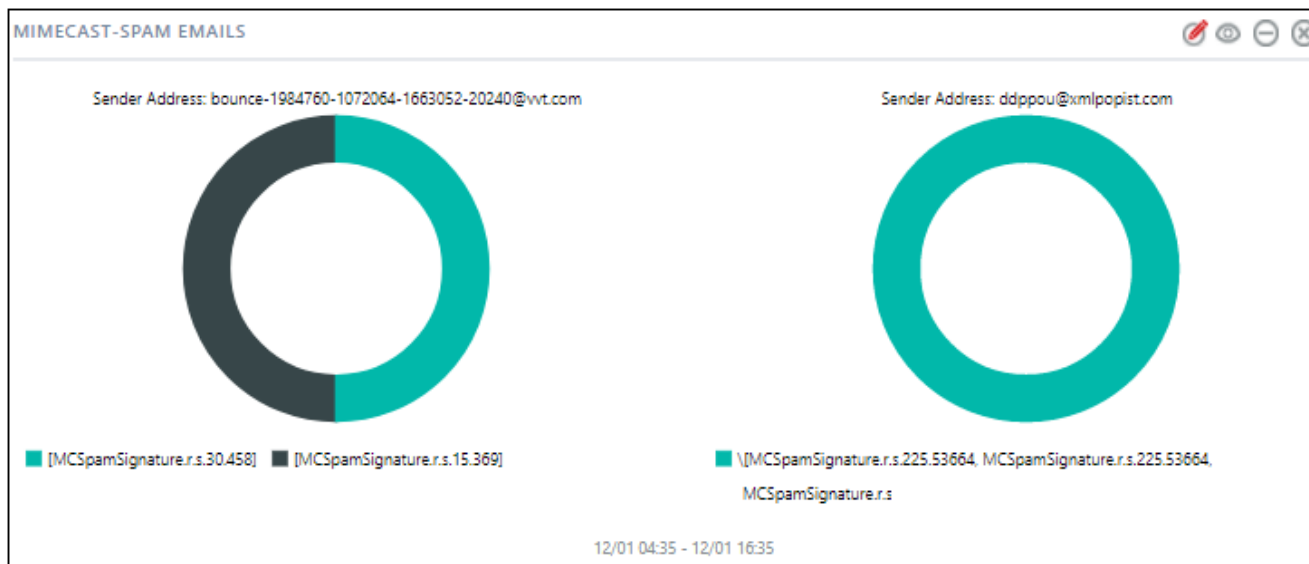 MIMECAST-SPAM EMAILS
Sender Address: bounce-1984760-1072064-1663052-20240@vvt.com
Sender Address: ddppou@xmlpopist.com
[MCSpamSignature.r.s.30.458] [MCSpamSignature.r.s.15.369]
\[MCSpamSignature.r.s.225.53664, MCSpamSignature.r.s.225.53664,
MCSpamSignature.r.s
12/01 04:35 - 12/01 16:35